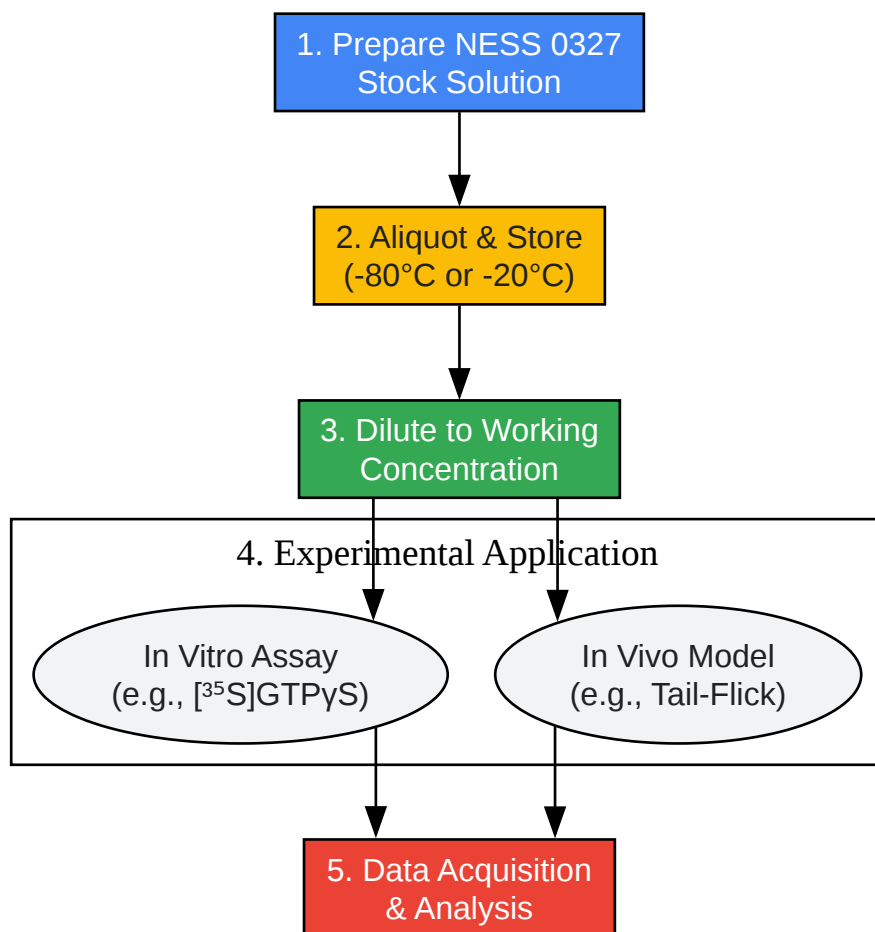 1. Prepare NESS 0327
Stock Solution
2. Aliquot & Store
(-80°C or -20°C)
3. Dilute to Working
Concentration
4. Experimental Application
In Vitro Assay
(e.g., [³⁵S]GTPγS)
In Vivo Model
(e.g., Tail-Flick)
5. Data Acquisition
& Analysis